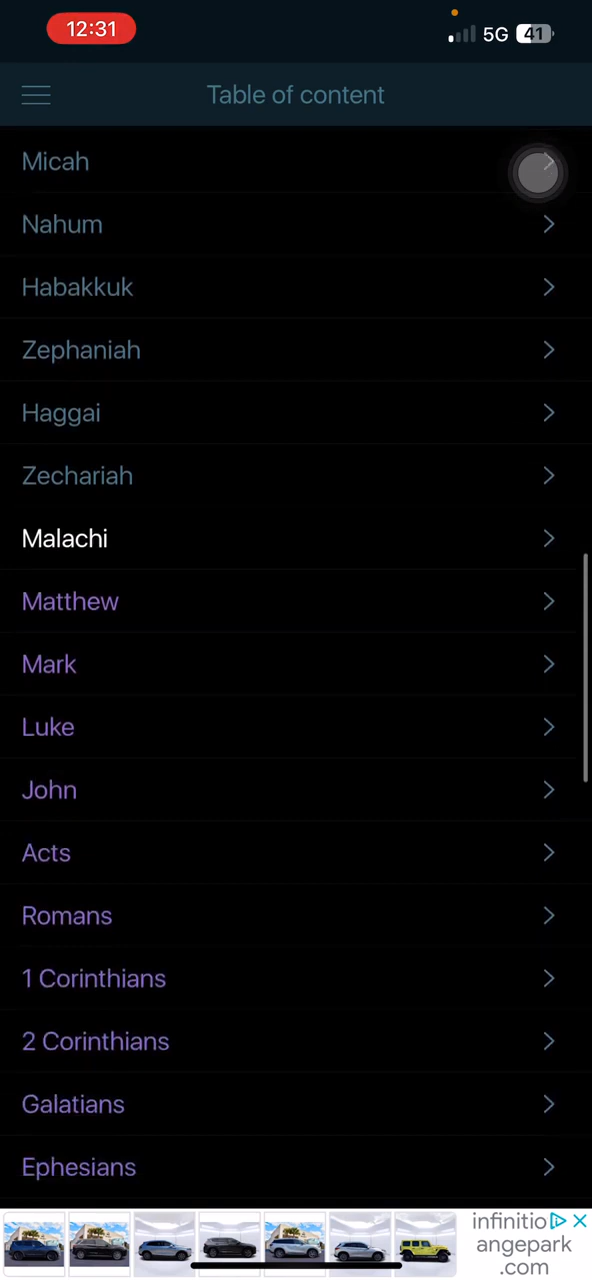 12:31
5G 41
Table of content
Micah
Nahum
Habakkuk
Zephaniah
Haggai
Zechariah
Malachi
Matthew
Mark
Luke
John
Acts
Romans
1 Corinthians
2 Corinthians
Galatians
Ephesians
infinitio
angepark
.com